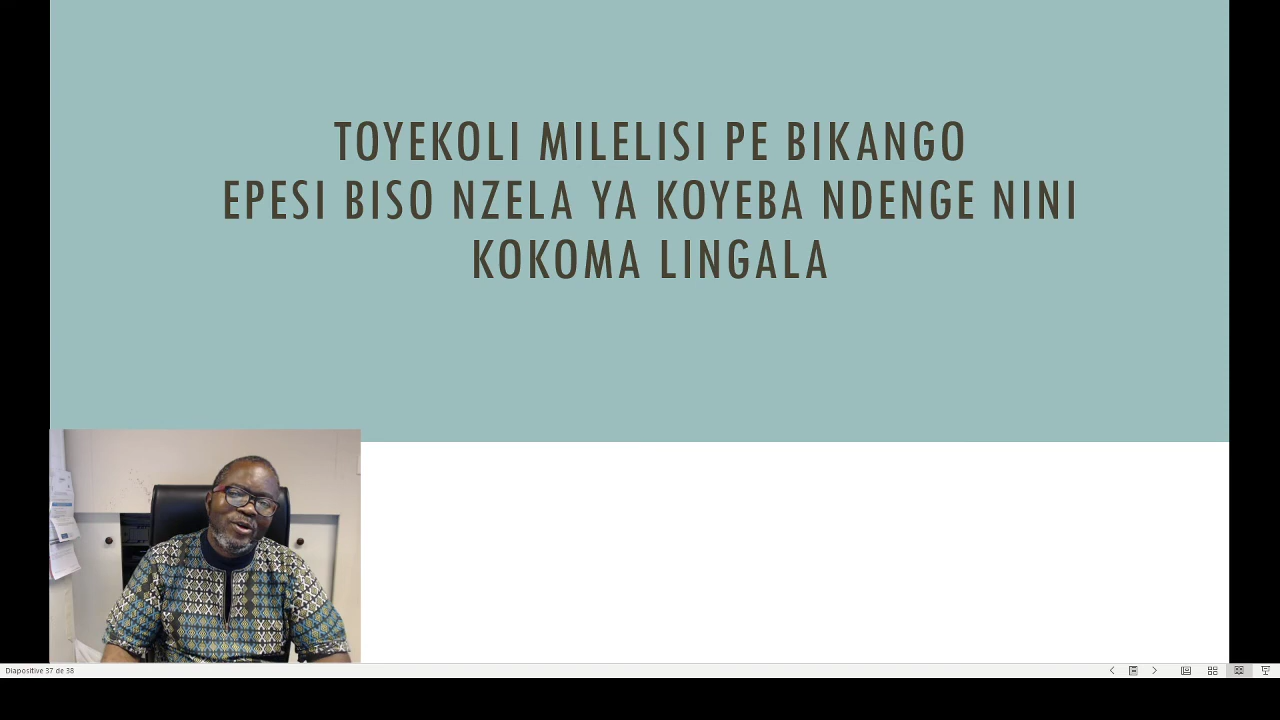 TOYEKOLI MILELISI PE BIKANGO
EPESI BISO NZELA YA KOYEBA NDENGE NINI
KOKOMA LINGALA
Diapositive 37 de 38